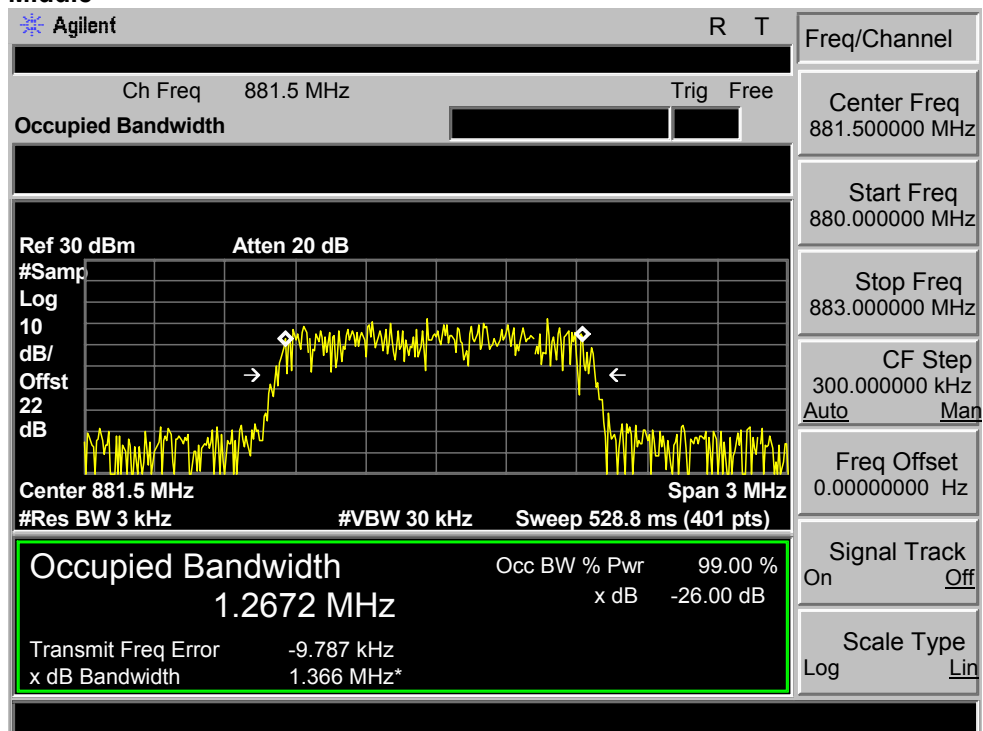 Middle
Agilent R T
Ch Freq 881.5 MHz Trig Free
Occupied Bandwidth
Ref 30 dBm Atten 20 dB
#Samp
Log
10
dB/
Offst
22
dB
Center 881.5 MHz Span 3 MHz
#Res BW 3 kHz #VBW 30 kHz Sweep 528.8 ms (401 pts)
Occupied Bandwidth Occ BW % Pwr 99.00 %
1.2672 MHz x dB -26.00 dB
Transmit Freq Error -9.787 kHz
x dB Bandwidth 1.366 MHz*
Freq/Channel
Center Freq
881.500000 MHz
Start Freq
880.000000 MHz
Stop Freq
883.000000 MHz
CF Step
300.000000 kHz
Auto Man
Freq Offset
0.00000000 Hz
Signal Track
On Off
Scale Type
Log Lin